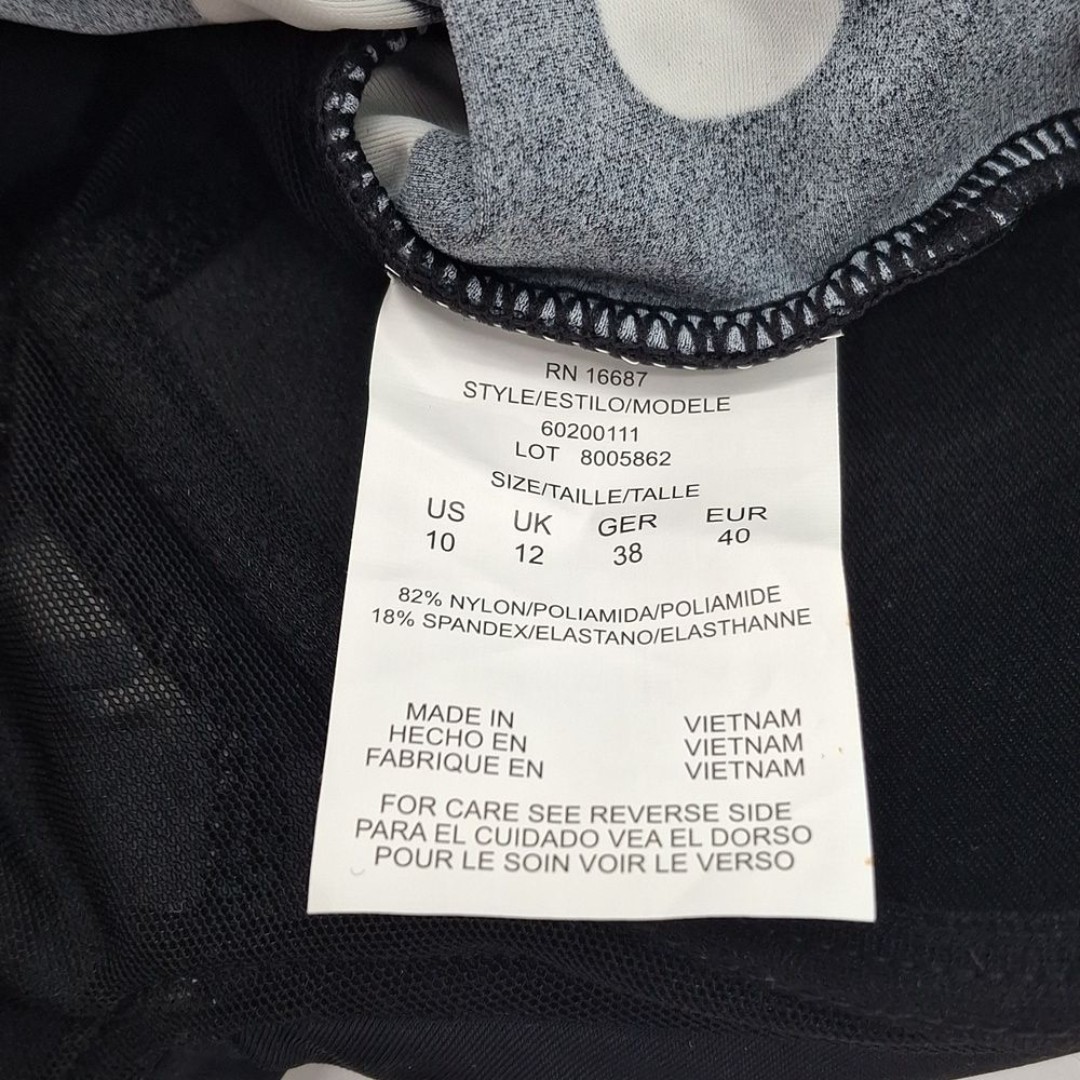 RN 16687
STYLE/ESTILO/MODELE
60200111
LOT 8005862
SIZE/TAILLE/TALLE
US UK GER EUR
10 12 38 40
82% NYLON/POLIAMIDA/POLIAMIDE
18% SPANDEX/ELASTANO/ELASTHANNE
MADE IN VIETNAM
HECHO EN VIETNAM
FABRIQUE EN VIETNAM
FOR CARE SEE REVERSE SIDE
PARA EL CUIDADO VEA EL DORSO
POUR LE SOIN VOIR LE VERSO